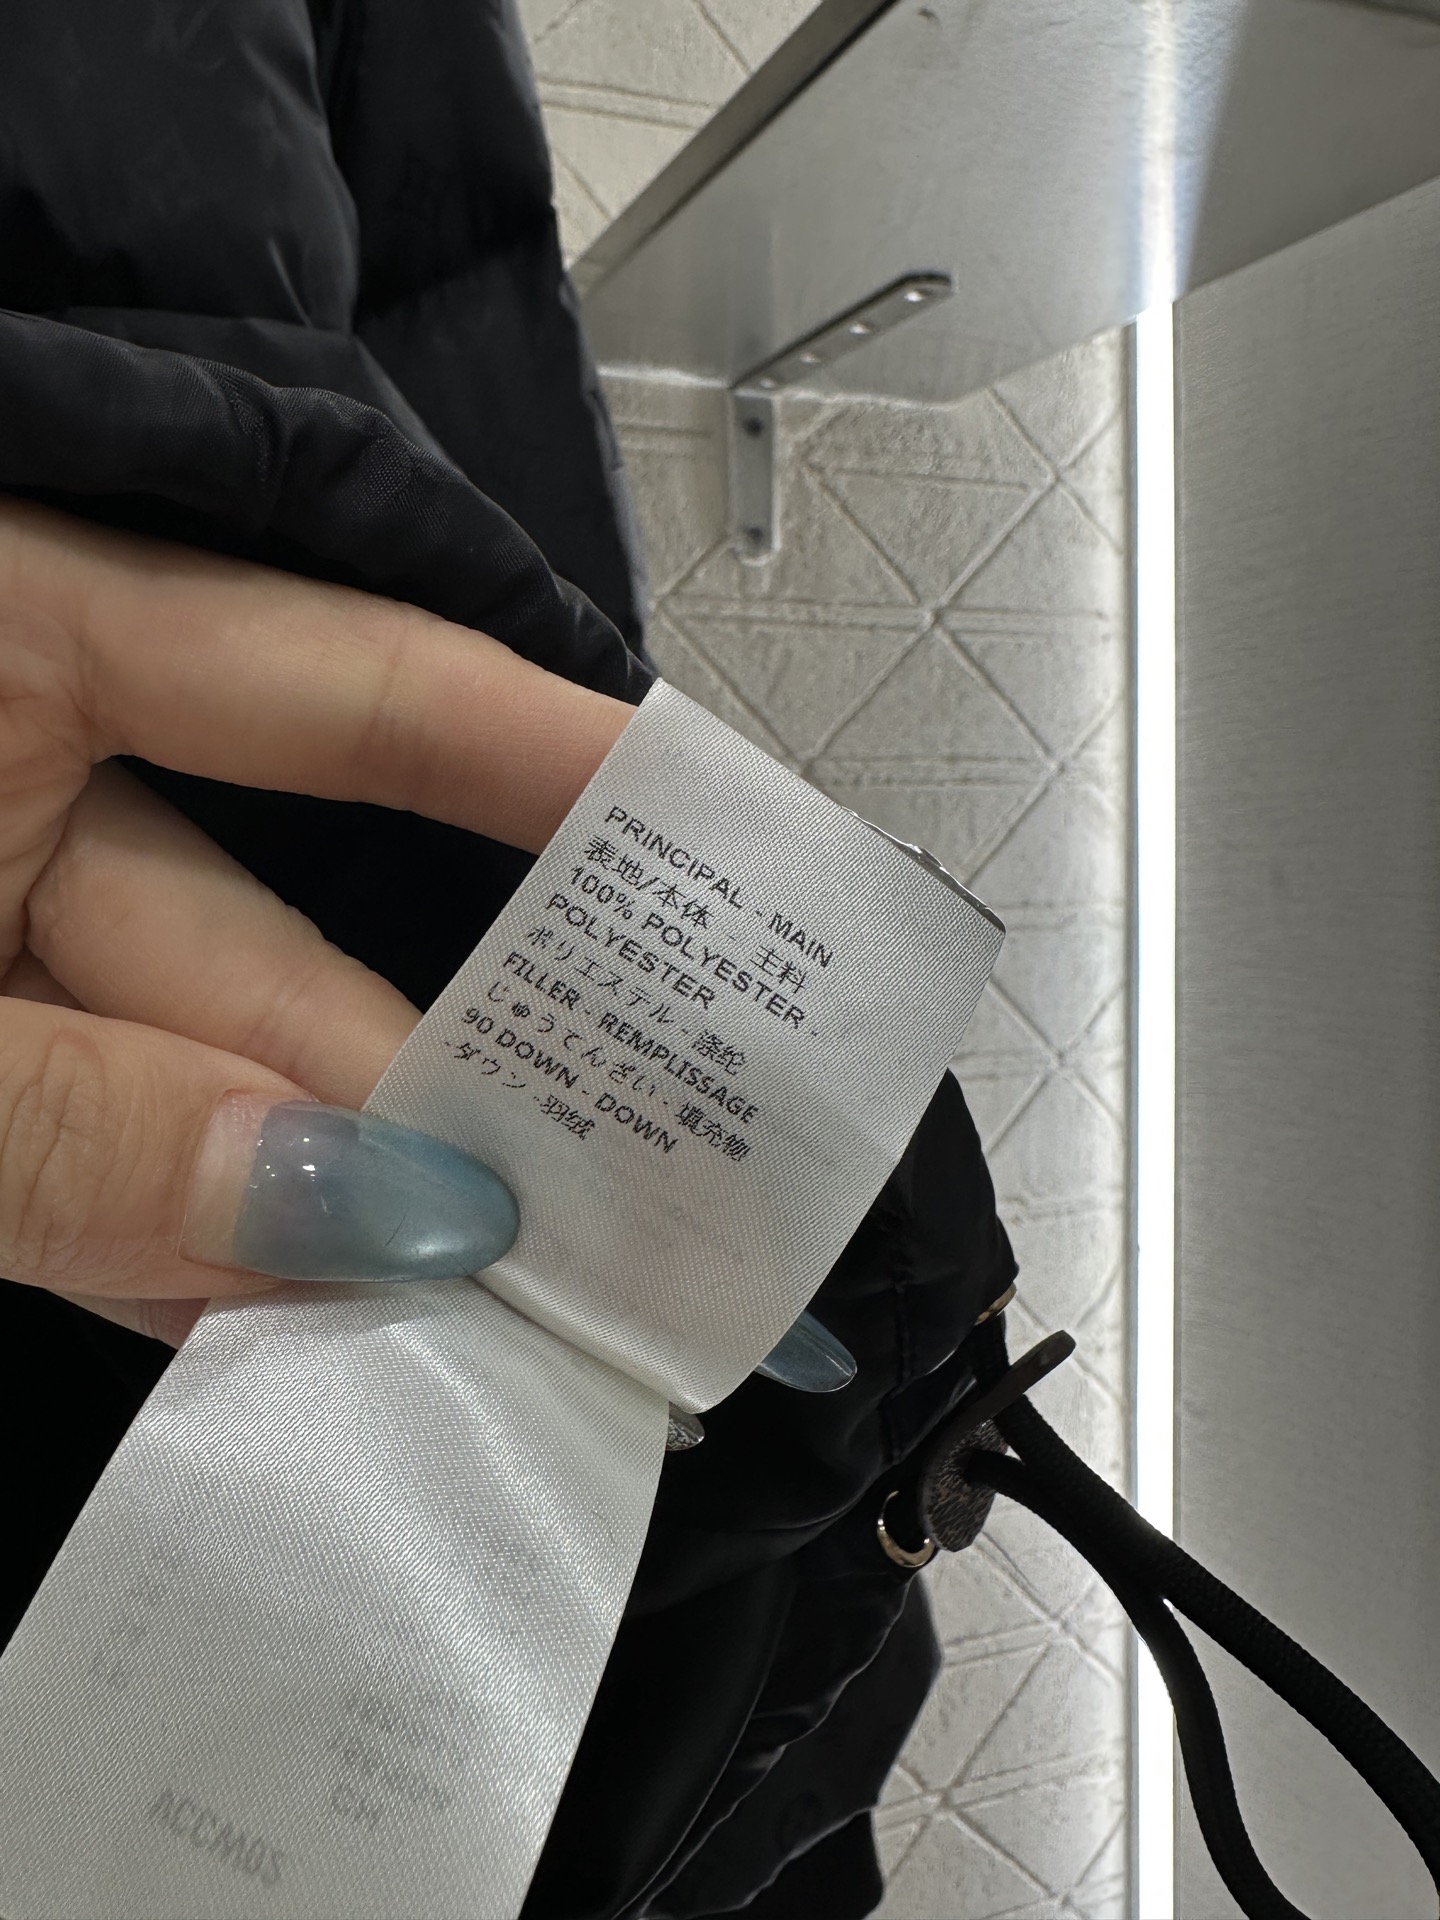 PRINCIPAL - MAIN
表地/本体 - 主料
100% POLYESTER -
POLYESTER
ポリエステル - 涤纶
FILLER - REMPLISSAGE
じゅうてんざい - 填充物
90 DOWN - DOWN
- ダウン - 羽绒